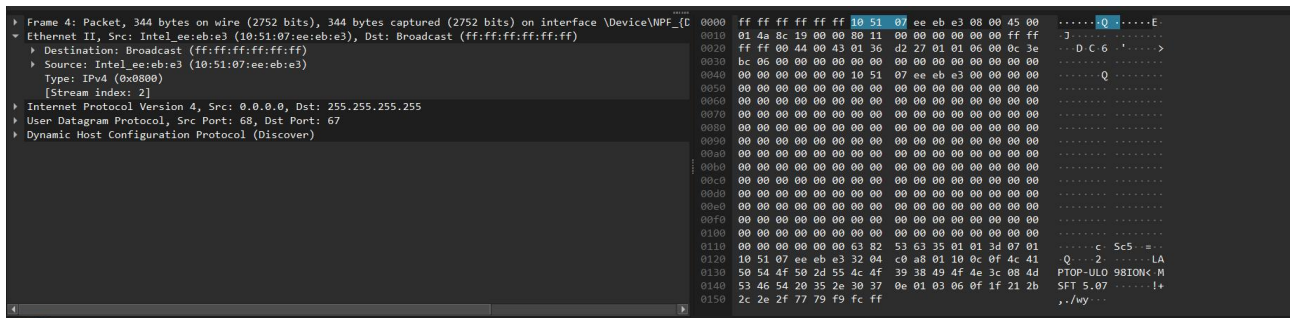 Frame 4: Packet, 344 bytes on wire (2752 bits), 344 bytes captured (2752 bits) on interface \Device\NPF_{D
Ethernet II, Src: Intel_ee:eb:e3 (10:51:07:ee:eb:e3), Dst: Broadcast (ff:ff:ff:ff:ff:ff)
Destination: Broadcast (ff:ff:ff:ff:ff:ff)
Source: Intel_ee:eb:e3 (10:51:07:ee:eb:e3)
Type: IPv4 (0x0800)
[Stream index: 2]
Internet Protocol Version 4, Src: 0.0.0.0, Dst: 255.255.255.255
User Datagram Protocol, Src Port: 68, Dst Port: 67
Dynamic Host Configuration Protocol (Discover)
0000 ff ff ff ff ff ff 10 51 07 ee eb e3 08 00 45 00 ·······Q ······E·
0010 01 4a 8c 19 00 00 80 11 00 00 00 00 00 00 ff ff ·J······ ········
0020 ff ff 00 44 00 43 01 36 d2 27 01 01 06 00 0c 3e ···D·C·6 ·'·····>
0030 bc 06 00 00 00 00 00 00 00 00 00 00 00 00 00 00 ········ ········
0040 00 00 00 00 00 00 10 51 07 ee eb e3 00 00 00 00 ·······Q ········
0050 00 00 00 00 00 00 00 00 00 00 00 00 00 00 00 00 ········ ········
0060 00 00 00 00 00 00 00 00 00 00 00 00 00 00 00 00 ········ ········
0070 00 00 00 00 00 00 00 00 00 00 00 00 00 00 00 00 ········ ········
0080 00 00 00 00 00 00 00 00 00 00 00 00 00 00 00 00 ········ ········
0090 00 00 00 00 00 00 00 00 00 00 00 00 00 00 00 00 ········ ········
00a0 00 00 00 00 00 00 00 00 00 00 00 00 00 00 00 00 ········ ········
00b0 00 00 00 00 00 00 00 00 00 00 00 00 00 00 00 00 ········ ········
00c0 00 00 00 00 00 00 00 00 00 00 00 00 00 00 00 00 ········ ········
00d0 00 00 00 00 00 00 00 00 00 00 00 00 00 00 00 00 ········ ········
00e0 00 00 00 00 00 00 00 00 00 00 00 00 00 00 00 00 ········ ········
00f0 00 00 00 00 00 00 00 00 00 00 00 00 00 00 00 00 ········ ········
0100 00 00 00 00 00 00 00 00 00 00 00 00 00 00 00 00 ········ ········
0110 00 00 00 00 00 00 63 82 53 63 35 01 01 3d 07 01 ······c· Sc5··=··
0120 10 51 07 ee eb e3 32 04 c0 a8 01 10 0c 0f 4c 41 ·Q····2· ······LA
0130 50 54 4f 50 2d 55 4c 4f 39 38 49 4f 4e 3c 08 4d PTOP-ULO 98ION<·M
0140 53 46 54 20 35 2e 30 37 0e 01 03 06 0f 1f 21 2b SFT 5.07 ······!+
0150 2c 2e 2f 77 79 f9 fc ff ,./wy···